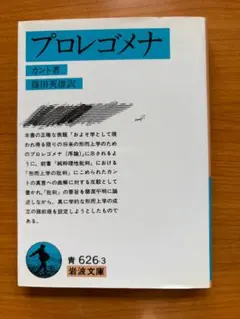 プロレゴメナ
カント著
篠田英雄訳
本書の正確な表題「およそ学として現
われ得る限りの将来の形而上学のため
のプロレゴメナ(序論)」に示されるよ
うに，前著『純粋理性批判』における
「形而上学の批判」にこめられたカン
トの真意への曲解に対する反駁として
書かれ，『批判』の要旨を簡潔平明に論
述しながら，真に学的な形而上学の成
立の諸前提を設定しようとしたもので
ある．
青 626-3
岩波文庫